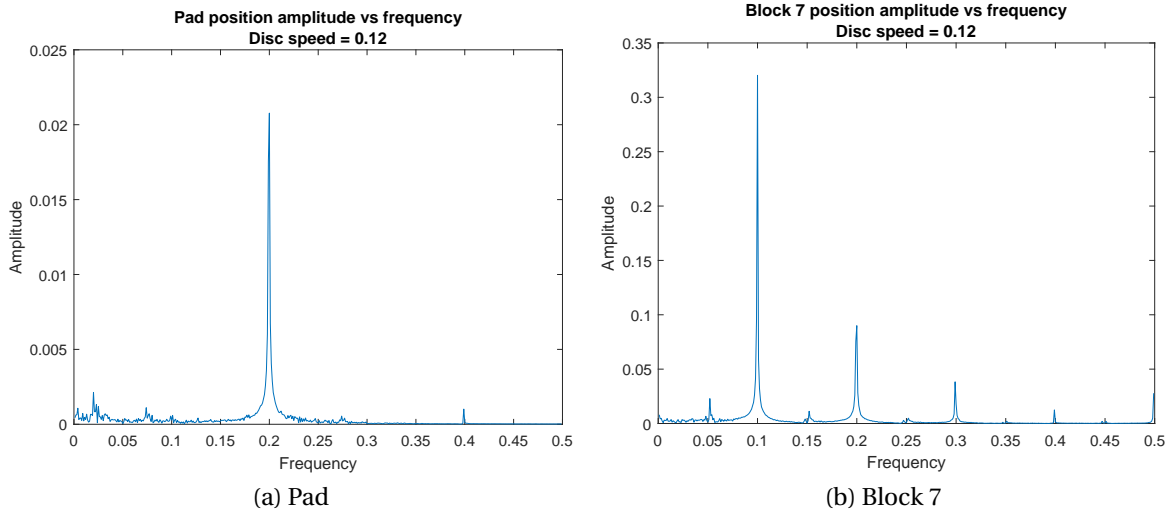 Pad position amplitude vs frequency
Disc speed = 0.12
0.025
0.02
0.015
0.01
0.005
0
Amplitude
0 0.05 0.1 0.15 0.2 0.25 0.3 0.35 0.4 0.45 0.5
Frequency
(a) Pad
Block 7 position amplitude vs frequency
Disc speed = 0.12
0.35
0.3
0.25
0.2
0.15
0.1
0.05
0
Amplitude
0 0.05 0.1 0.15 0.2 0.25 0.3 0.35 0.4 0.45 0.5
Frequency
(b) Block 7